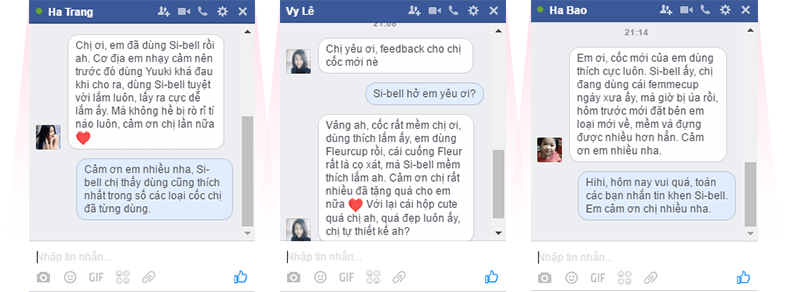 Ha Trang
Chị ơi, em đã dùng Si-bell rồi
ah. Cơ địa em nhạy cảm nên
trước đó dùng Yuuki khá đau
khi cho ra, dùng Si-bell tuyệt
vời lắm luôn, lấy ra cực dễ
lắm ấy. Mà không hề bị rò rỉ tí
nào luôn, cảm ơn chị lần nữa
Cảm ơn em nhiều nha, Si-
bell chị thấy dùng cũng thích
nhất trong số các loại cốc chị
đã từng dùng.
Nhập tin nhắn...
GIF
Vy Lê
21:08
Chị yêu ơi, feedback cho chị
cốc mới nè
Si-bell hở em yêu ơi?
Vâng ah, cốc rất mềm chị ơi,
dùng thích lắm ấy, em dùng
Fleurcup rồi, cái cuống Fleur
rất là cọ xát, mà Si-bell mềm
thích lắm ah. Cảm ơn chị rất
nhiều đã tặng quà cho em
nữa Với lại cái hộp cute
quá chị ah, quá đẹp luôn ấy,
chị tự thiết kế ah?
Nhập tin nhắn...
GIF
Ha Bao
21:14
Em ơi, cốc mới của em dùng
thích cực luôn. Si-bell ấy, chị
đang dùng cái femmecup
ngày xưa ấy, mà giờ bị úa rồi,
hôm trước mới đặt bên em
loại mới về, mềm và đựng
được nhiều hơn hẳn. Cảm
ơn em nhiều nha.
Hihi, hôm nay vui quá, toàn
các bạn nhắn tin khen Si-bell.
Em cảm ơn chị nhiều nha.
Nhập tin nhắn...
GIF